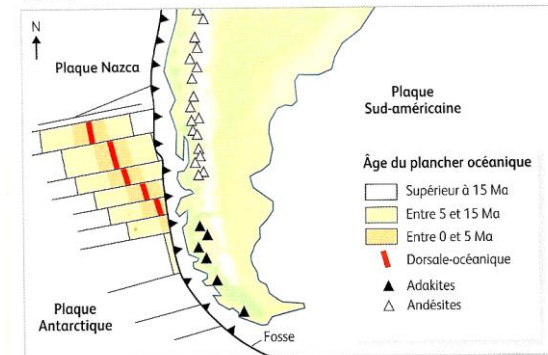 N
Plaque Nazca
Plaque
Sud-américaine
Âge du plancher océanique
Supérieur à 15 Ma
Entre 5 et 15 Ma
Entre 0 et 5 Ma
Dorsale-océanique
Adakites
Andésites
Plaque
Antarctique
Fosse